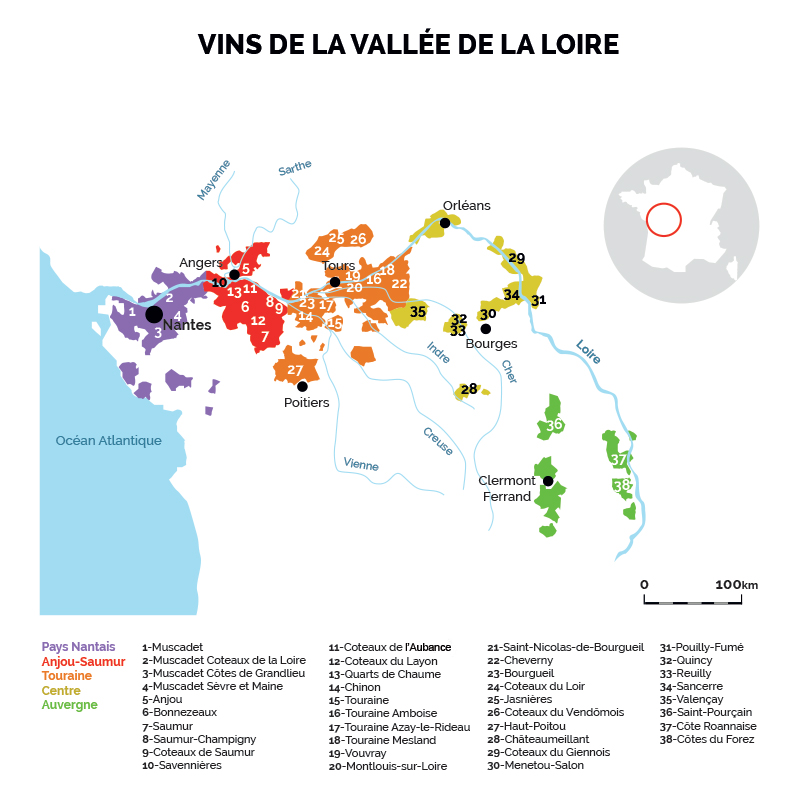 VINS DE LA VALLÉE DE LA LOIRE
Mayenne
Sarthe
Orléans
Angers
Tours
Nantes
Bourges
Poitiers
Clermont
Ferrand
Indre
Cher
Loire
Creuse
Vienne
Océan Atlantique
1
2
3
4
10
5
13
11
6
8
9
12
7
25
26
24
21
19
18
16
20
22
23
17
14
15
27
35
32
33
30
34
31
29
28
36
37
38
0 100km
Pays Nantais
Anjou-Saumur
Touraine
Centre
Auvergne
1-Muscadet
2-Muscadet Coteaux de la Loire
3-Muscadet Côtes de Grandlieu
4-Muscadet Sèvre et Maine
5-Anjou
6-Bonnezeaux
7-Saumur
8-Saumur-Champigny
9-Coteaux de Saumur
10-Savennières
11-Coteaux de l'Aubance
12-Coteaux du Layon
13-Quarts de Chaume
14-Chinon
15-Touraine
16-Touraine Amboise
17-Touraine Azay-le-Rideau
18-Touraine Mesland
19-Vouvray
20-Montlouis-sur-Loire
21-Saint-Nicolas-de-Bourgueil
22-Cheverny
23-Bourgueil
24-Coteaux du Loir
25-Jasnières
26-Coteaux du Vendômois
27-Haut-Poitou
28-Châteaumeillant
29-Coteaux du Giennois
30-Menetou-Salon
31-Pouilly-Fumé
32-Quincy
33-Reuilly
34-Sancerre
35-Valençay
36-Saint-Pourçain
37-Côte Roannaise
38-Côtes du Forez